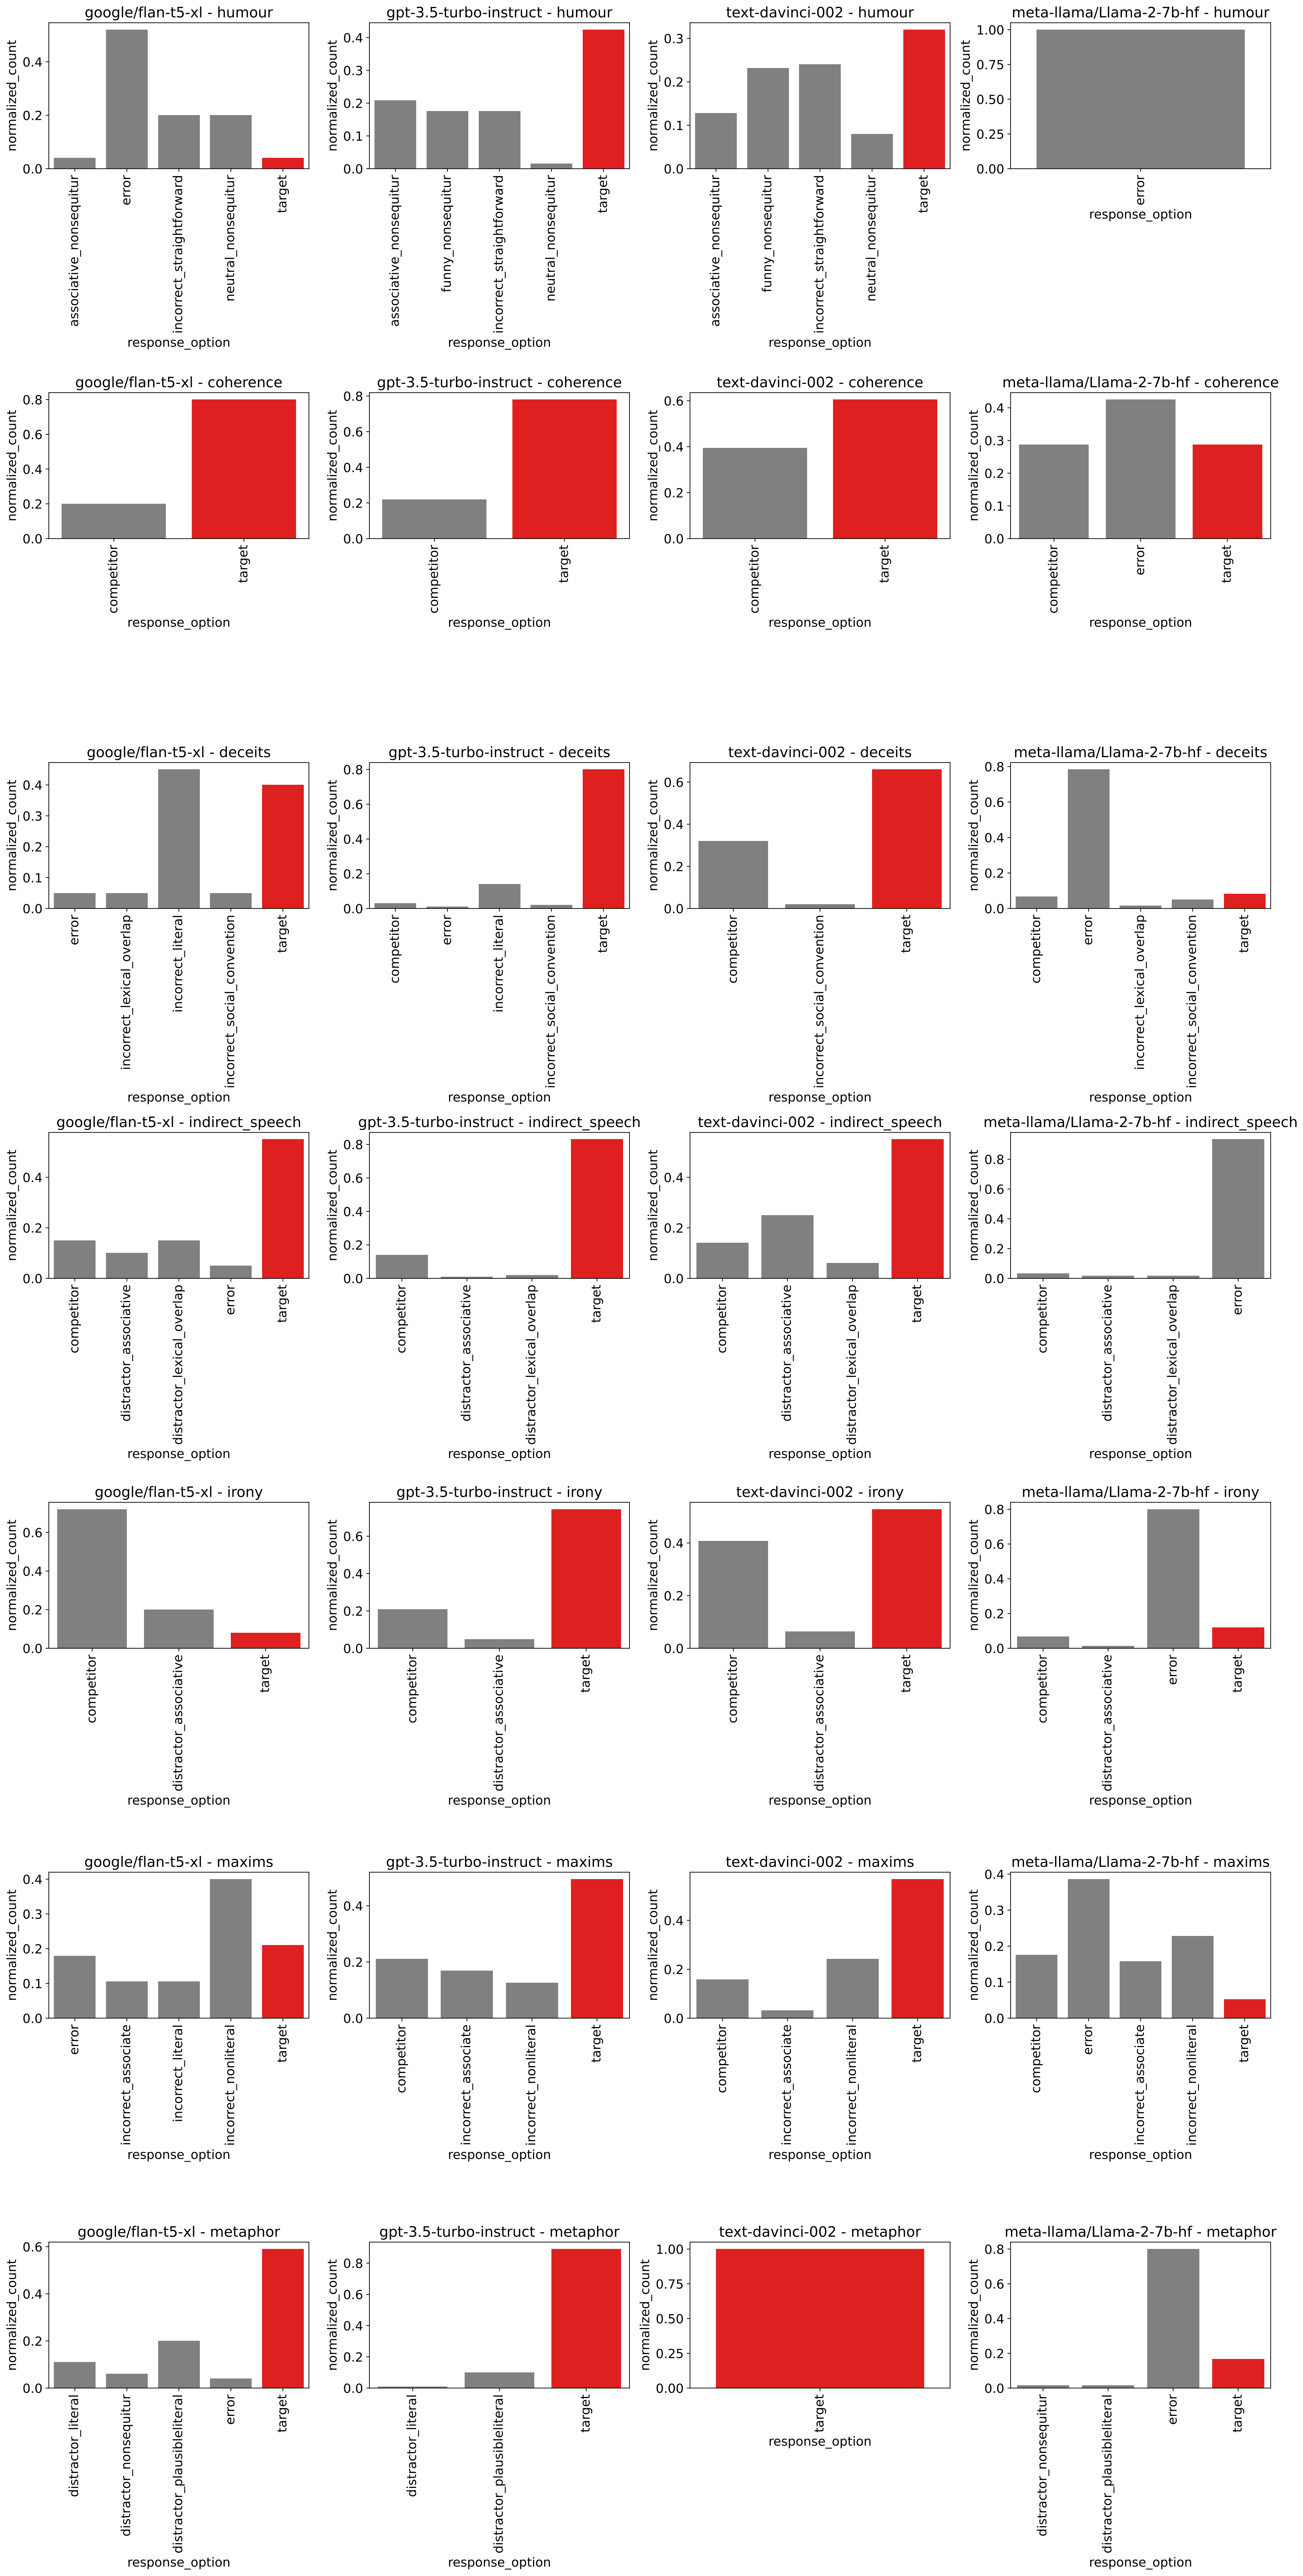 google/flan-t5-xl - humour
normalized_count
0.4
0.2
0.0
associative_nonsequitur
error
incorrect_straightforward
neutral_nonsequitur
target
response_option
gpt-3.5-turbo-instruct - humour
normalized_count
0.4
0.3
0.2
0.1
0.0
associative_nonsequitur
funny_nonsequitur
incorrect_straightforward
neutral_nonsequitur
target
response_option
text-davinci-002 - humour
normalized_count
0.3
0.2
0.1
0.0
associative_nonsequitur
funny_nonsequitur
incorrect_straightforward
neutral_nonsequitur
target
response_option
meta-llama/Llama-2-7b-hf - humour
normalized_count
1.00
0.75
0.50
0.25
0.00
error
response_option
google/flan-t5-xl - coherence
normalized_count
0.8
0.6
0.4
0.2
0.0
competitor
target
response_option
gpt-3.5-turbo-instruct - coherence
normalized_count
0.8
0.6
0.4
0.2
0.0
competitor
target
response_option
text-davinci-002 - coherence
normalized_count
0.6
0.4
0.2
0.0
competitor
target
response_option
meta-llama/Llama-2-7b-hf - coherence
normalized_count
0.4
0.3
0.2
0.1
0.0
competitor
error
target
response_option
google/flan-t5-xl - deceits
normalized_count
0.4
0.3
0.2
0.1
0.0
error
incorrect_lexical_overlap
incorrect_literal
incorrect_social_convention
target
response_option
gpt-3.5-turbo-instruct - deceits
normalized_count
0.8
0.6
0.4
0.2
0.0
competitor
error
incorrect_literal
incorrect_social_convention
target
response_option
text-davinci-002 - deceits
normalized_count
0.6
0.4
0.2
0.0
competitor
incorrect_social_convention
target
response_option
meta-llama/Llama-2-7b-hf - deceits
normalized_count
0.8
0.6
0.4
0.2
0.0
competitor
error
incorrect_lexical_overlap
incorrect_social_convention
target
response_option
google/flan-t5-xl - indirect_speech
normalized_count
0.4
0.2
0.0
competitor
distractor_associative
distractor_lexical_overlap
error
target
response_option
gpt-3.5-turbo-instruct - indirect_speech
normalized_count
0.8
0.6
0.4
0.2
0.0
competitor
distractor_associative
distractor_lexical_overlap
target
response_option
text-davinci-002 - indirect_speech
normalized_count
0.4
0.2
0.0
competitor
distractor_associative
distractor_lexical_overlap
target
response_option
meta-llama/Llama-2-7b-hf - indirect_speech
normalized_count
0.8
0.6
0.4
0.2
0.0
competitor
distractor_associative
distractor_lexical_overlap
error
response_option
google/flan-t5-xl - irony
normalized_count
0.6
0.4
0.2
0.0
competitor
distractor_associative
target
response_option
gpt-3.5-turbo-instruct - irony
normalized_count
0.6
0.4
0.2
0.0
competitor
distractor_associative
target
response_option
text-davinci-002 - irony
normalized_count
0.4
0.2
0.0
competitor
distractor_associative
target
response_option
meta-llama/Llama-2-7b-hf - irony
normalized_count
0.8
0.6
0.4
0.2
0.0
competitor
distractor_associative
error
target
response_option
google/flan-t5-xl - maxims
normalized_count
0.4
0.3
0.2
0.1
0.0
error
incorrect_associate
incorrect_literal
incorrect_nonliteral
target
response_option
gpt-3.5-turbo-instruct - maxims
normalized_count
0.4
0.2
0.0
competitor
incorrect_associate
incorrect_nonliteral
target
response_option
text-davinci-002 - maxims
normalized_count
0.4
0.2
0.0
competitor
incorrect_associate
incorrect_nonliteral
target
response_option
meta-llama/Llama-2-7b-hf - maxims
normalized_count
0.4
0.3
0.2
0.1
0.0
competitor
error
incorrect_associate
incorrect_nonliteral
target
response_option
google/flan-t5-xl - metaphor
normalized_count
0.6
0.4
0.2
0.0
distractor_literal
distractor_nonsequitur
distractor_plausibleliteral
error
target
response_option
gpt-3.5-turbo-instruct - metaphor
normalized_count
0.8
0.6
0.4
0.2
0.0
distractor_literal
distractor_plausibleliteral
target
response_option
text-davinci-002 - metaphor
normalized_count
1.00
0.75
0.50
0.25
0.00
target
response_option
meta-llama/Llama-2-7b-hf - metaphor
normalized_count
0.8
0.6
0.4
0.2
0.0
distractor_nonsequitur
distractor_plausibleliteral
error
target
response_option